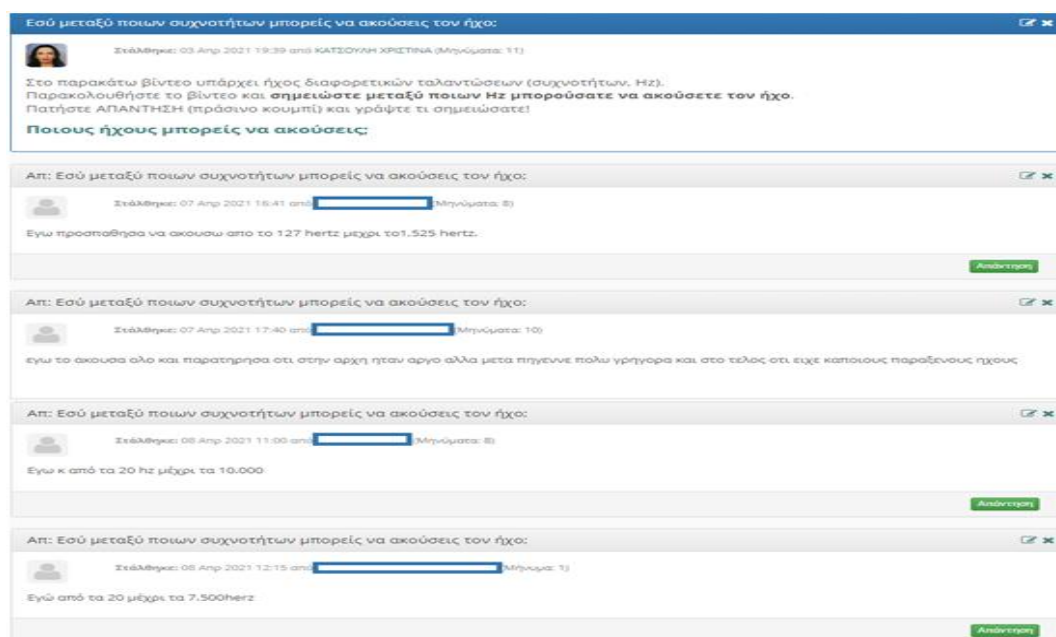 Εσύ μεταξύ ποιων συχνοτήτων μπορείς να ακούσεις τον ήχο;
Στάλθηκε: 03 Απρ 2021 19:39 από ΚΑΤΣΟΥΛΗ ΧΡΙΣΤΙΝΑ (Μηνύματα: 11)
Στο παρακάτω βίντεο υπάρχει ήχος διαφορετικών ταλαντώσεων (συχνοτήτων, Hz).
Παρακολουθήστε το βίντεο και σημειώστε μεταξύ ποιων Hz μπορούσατε να ακούσετε τον ήχο.
Πατήστε ΑΠΑΝΤΗΣΗ (πράσινο κουμπί) και γράψτε τι σημειώσατε!
Ποιους ήχους μπορείς να ακούσεις;
Απ: Εσύ μεταξύ ποιων συχνοτήτων μπορείς να ακούσεις τον ήχο;
Στάλθηκε: 07 Απρ 2021 16:41 από (Μηνύματα: 8)
Εγω προσπαθησα να ακουσω απο το 127 hertz μεχρι το1.525 hertz.
Απάντηση
Απ: Εσύ μεταξύ ποιων συχνοτήτων μπορείς να ακούσεις τον ήχο;
Στάλθηκε: 07 Απρ 2021 17:40 από (Μηνύματα: 10)
εγω το ακουσα ολο και παρατηρησα οτι στην αρχη ηταν αργο αλλα μετα πηγεννε πολυ γρηγορα και στο τελος οτι ειχε καποιους παραξενους ηχους
Απ: Εσύ μεταξύ ποιων συχνοτήτων μπορείς να ακούσεις τον ήχο;
Στάλθηκε: 08 Απρ 2021 11:00 από (Μηνύματα: 8)
Εγω κ από τα 20 hz μέχρι τα 10.000
Απάντηση
Απ: Εσύ μεταξύ ποιων συχνοτήτων μπορείς να ακούσεις τον ήχο;
Στάλθηκε: 08 Απρ 2021 12:15 από (Μήνυμα: 1)
Εγώ από τα 20 μέχρι τα 7.500herz
Απάντηση